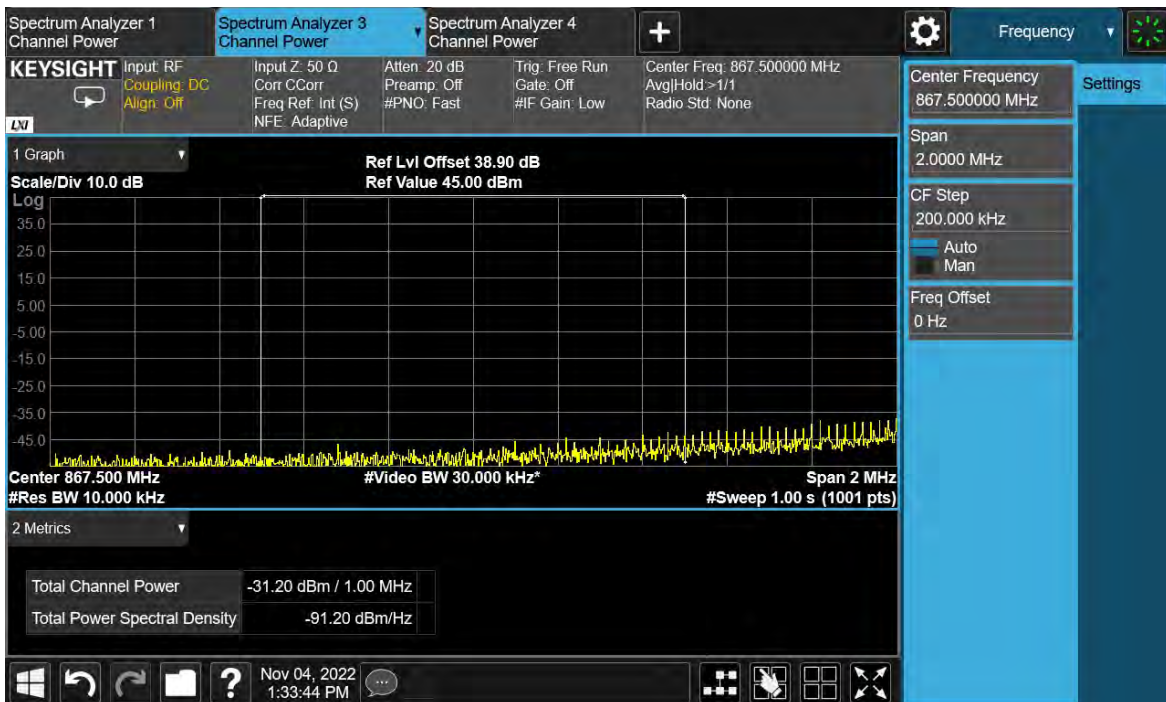 Spectrum Analyzer 1
Channel Power
Spectrum Analyzer 3
Channel Power
Spectrum Analyzer 4
Channel Power
Frequency
KEYSIGHT
LXI
Input: RF
Coupling: DC
Align: Off
Input Z: 50 Ω
Corr CCorr
Freq Ref: Int (S)
NFE: Adaptive
Atten: 20 dB
Preamp: Off
#PNO: Fast
Trig: Free Run
Gate: Off
#IF Gain: Low
Center Freq: 867.500000 MHz
Avg|Hold:>1/1
Radio Std: None
Center Frequency
867.500000 MHz
Settings
Span
2.0000 MHz
CF Step
200.000 kHz
Auto
Man
Freq Offset
0 Hz
1 Graph
Scale/Div 10.0 dB
Ref Lvl Offset 38.90 dB
Ref Value 45.00 dBm
Log
35.0
25.0
15.0
5.00
-5.00
-15.0
-25.0
-35.0
-45.0
Center 867.500 MHz
#Video BW 30.000 kHz*
Span 2 MHz
#Res BW 10.000 kHz
#Sweep 1.00 s (1001 pts)
2 Metrics
Total Channel Power -31.20 dBm / 1.00 MHz
Total Power Spectral Density -91.20 dBm/Hz
?
Nov 04, 2022
1:33:44 PM